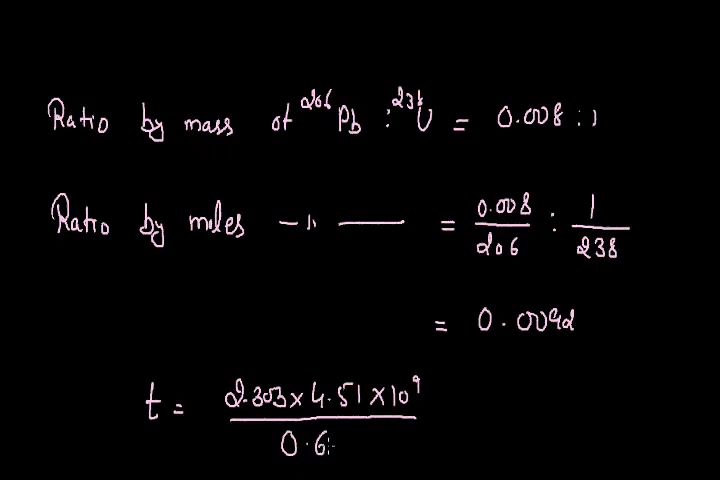 Ratio by mass of ²⁰⁶Pb : ²³⁸U = 0.008 : 1
Ratio by moles –〃– = 0.008/206 : 1/238
= 0.0092
t = 2.303 × 4.51 × 10⁹ / 0.6